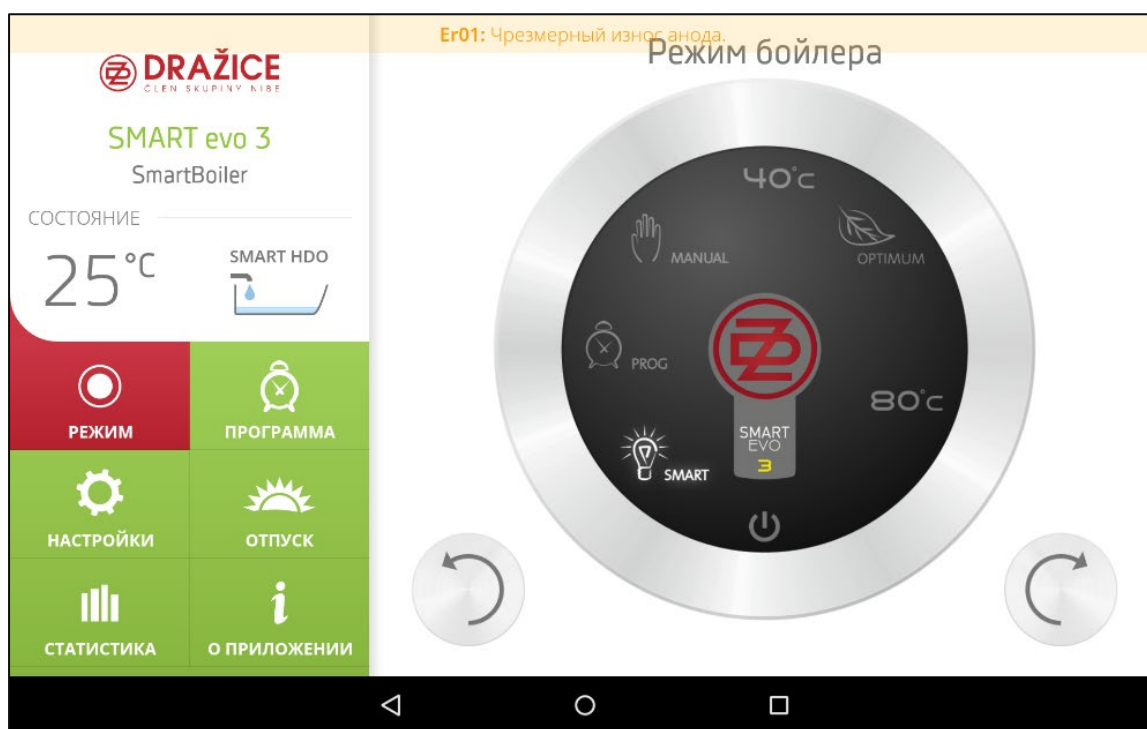 Er01: Чрезмерный износ анода.
DRAŽICE
ČLEN SKUPINY NIBE
SMART evo 3
SmartBoiler
СОСТОЯНИЕ
25°C
SMART HDO
РЕЖИМ
ПРОГРАММА
НАСТРОЙКИ
ОТПУСК
СТАТИСТИКА
О ПРИЛОЖЕНИИ
Режим бойлера
40°C
MANUAL
OPTIMUM
PROG
80°C
SMART
SMART
EVO
3